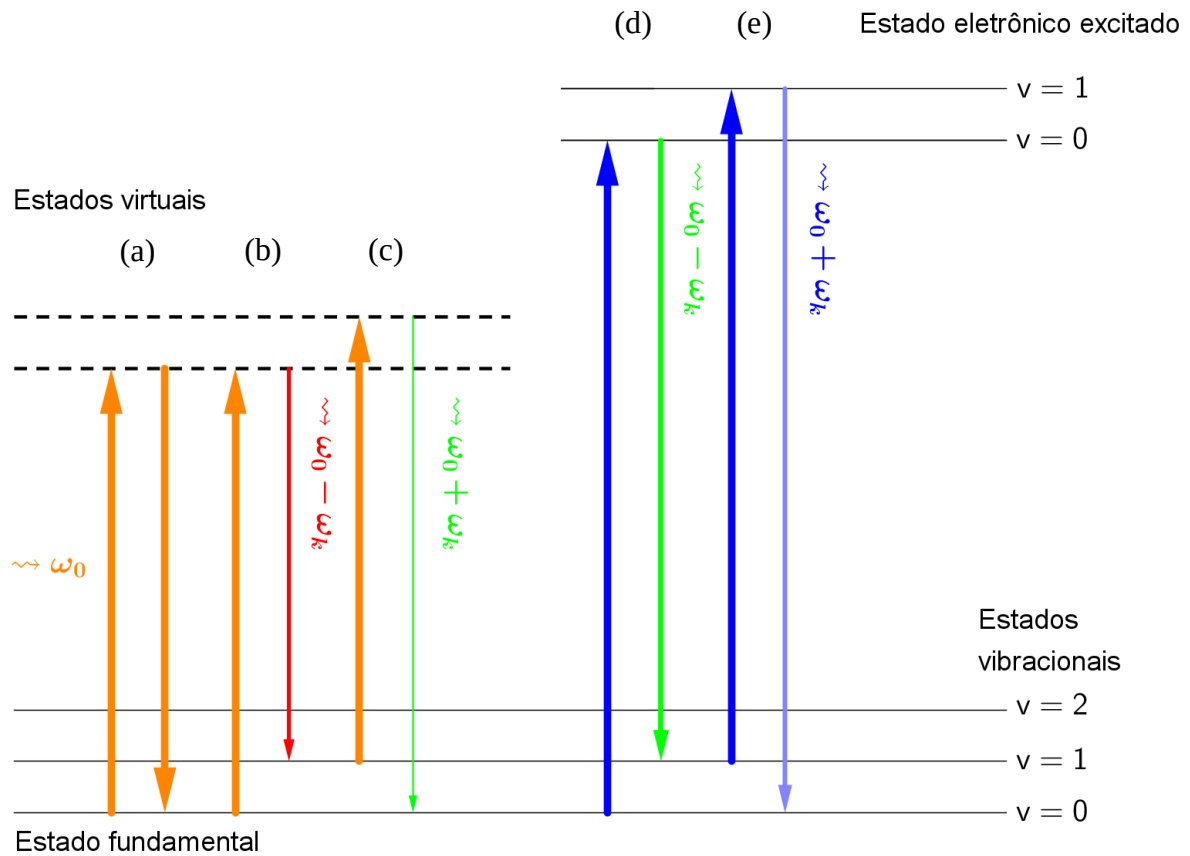 (d) (e) Estado eletrônico excitado
v = 1
v = 0
Estados virtuais
(a) (b) (c)
⇝ ω₀ − ωₖ
⇝ ω₀ + ωₖ
⇝ ω₀ − ωₖ
⇝ ω₀ + ωₖ
⇝ ω₀
Estados
vibracionais
v = 2
v = 1
v = 0
Estado fundamental